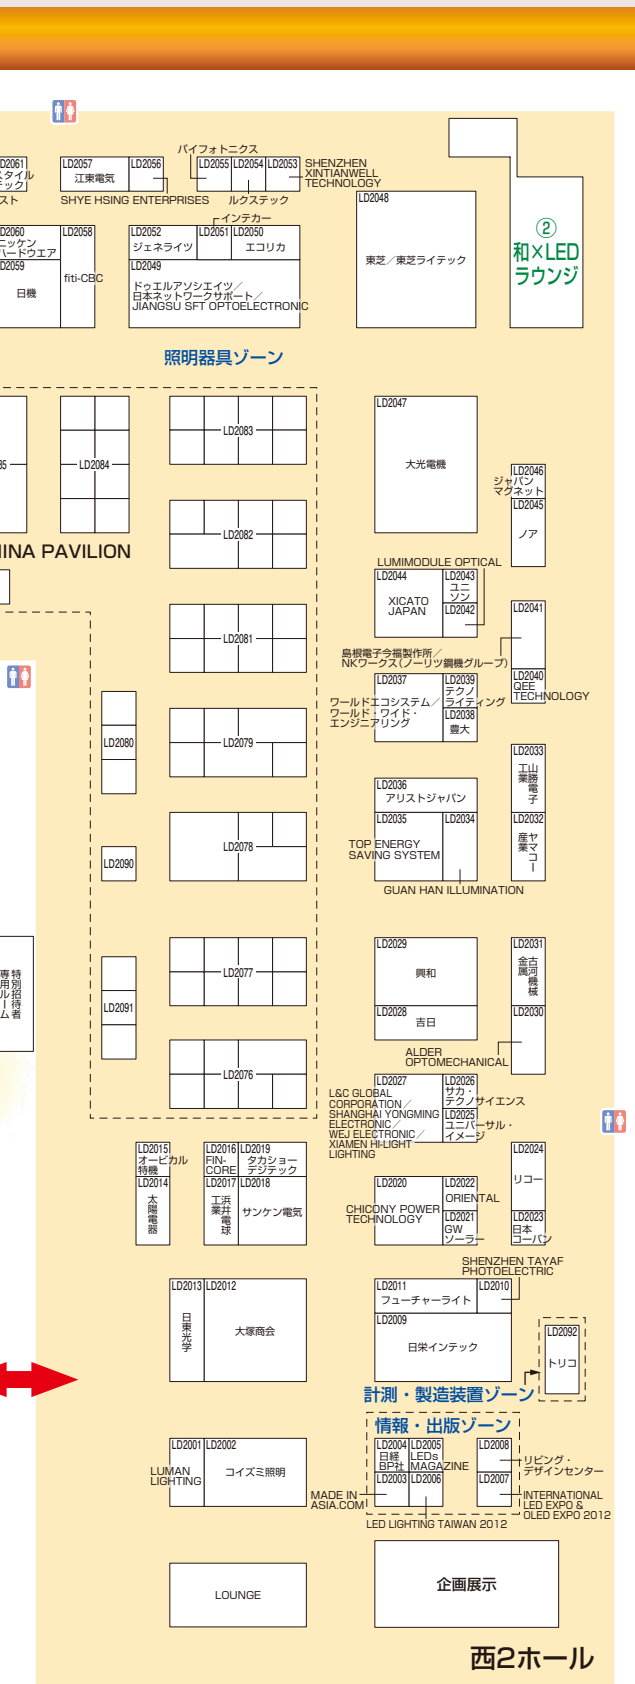 LD2061
スタイル
テック
スト
LD2057
江東電気
LD2056
SHYE HSING ENTERPRISES
パイフォトニクス
LD2055
LD2054
LD2053
ルクステック
SHENZHEN
XINTIANWELL
TECHNOLOGY
LD2048
東芝／東芝ライテック
②
和×LED
ラウンジ
LD2060
ニッケン
ハードウエア
LD2059
日機
LD2058
fiti-CBC
LD2052
ジェネライツ
インテカー
LD2051
LD2050
エコリカ
LD2049
ドゥエルアソシエイツ／
日本ネットワークサポート／
JIANGSU SFT OPTOELECTRONIC
照明器具ゾーン
85
LD2084
LD2083
LD2082
LD2081
LD2080
LD2079
LD2078
LD2090
LD2077
LD2091
LD2076
INA PAVILION
LD2047
大光電機
LD2046
ジャパン
マグネット
LD2045
ノア
LUMIMODULE OPTICAL
LD2044
XICATO
JAPAN
LD2043
ユニ
ソン
LD2042
LD2041
島根電子今福製作所／
NKワークス（ノーリツ鋼機グループ）
LD2040
QEE
TECHNOLOGY
LD2037
ワールドエコシステム／
ワールド・ワイド・
エンジニアリング
LD2039
テクノ
ライティング
LD2038
豊大
LD2033
山勝電子
工業
LD2032
ヤマコー
産業
LD2036
アリストジャパン
LD2035
TOP ENERGY
SAVING SYSTEM
LD2034
GUAN HAN ILLUMINATION
特別招待者
専用ルーム
LD2029
興和
LD2028
吉日
LD2031
古河機械
金属
LD2030
ALDER
OPTOMECHANICAL
LD2027
L&C GLOBAL
CORPORATION／
SHANGHAI YONGMING
ELECTRONIC／
WEJ ELECTRONIC／
XIAMEN HI-LIGHT
LIGHTING
LD2026
サカ・
テクノサイエンス
LD2025
ユニバーサル・
イメージ
LD2015
オービカル
特機
LD2014
太陽電器
LD2016
FIN-
CORE
LD2019
タカショー
デジテック
LD2017
浜井電球
工業
LD2018
サンケン電気
LD2020
CHICONY POWER
TECHNOLOGY
LD2022
ORIENTAL
LD2021
GW
ソーラー
LD2024
リコー
LD2023
日本
コーバン
SHENZHEN TAYAF
PHOTOELECTRIC
LD2013
日東光学
LD2012
大塚商会
LD2011
フューチャーライト
LD2010
LD2009
日栄インテック
LD2092
トリコ
計測・製造装置ゾーン
情報・出版ゾーン
LD2001
LUMAN
LIGHTING
LD2002
コイズミ照明
LD2004
日経
BP社
LD2005
LEDs
MAGAZINE
LD2003
LD2006
MADE IN
ASIA.COM
LED LIGHTING TAIWAN 2012
LD2008
リビング・
デザインセンター
LD2007
INTERNATIONAL
LED EXPO &
OLED EXPO 2012
LOUNGE
企画展示
西2ホール